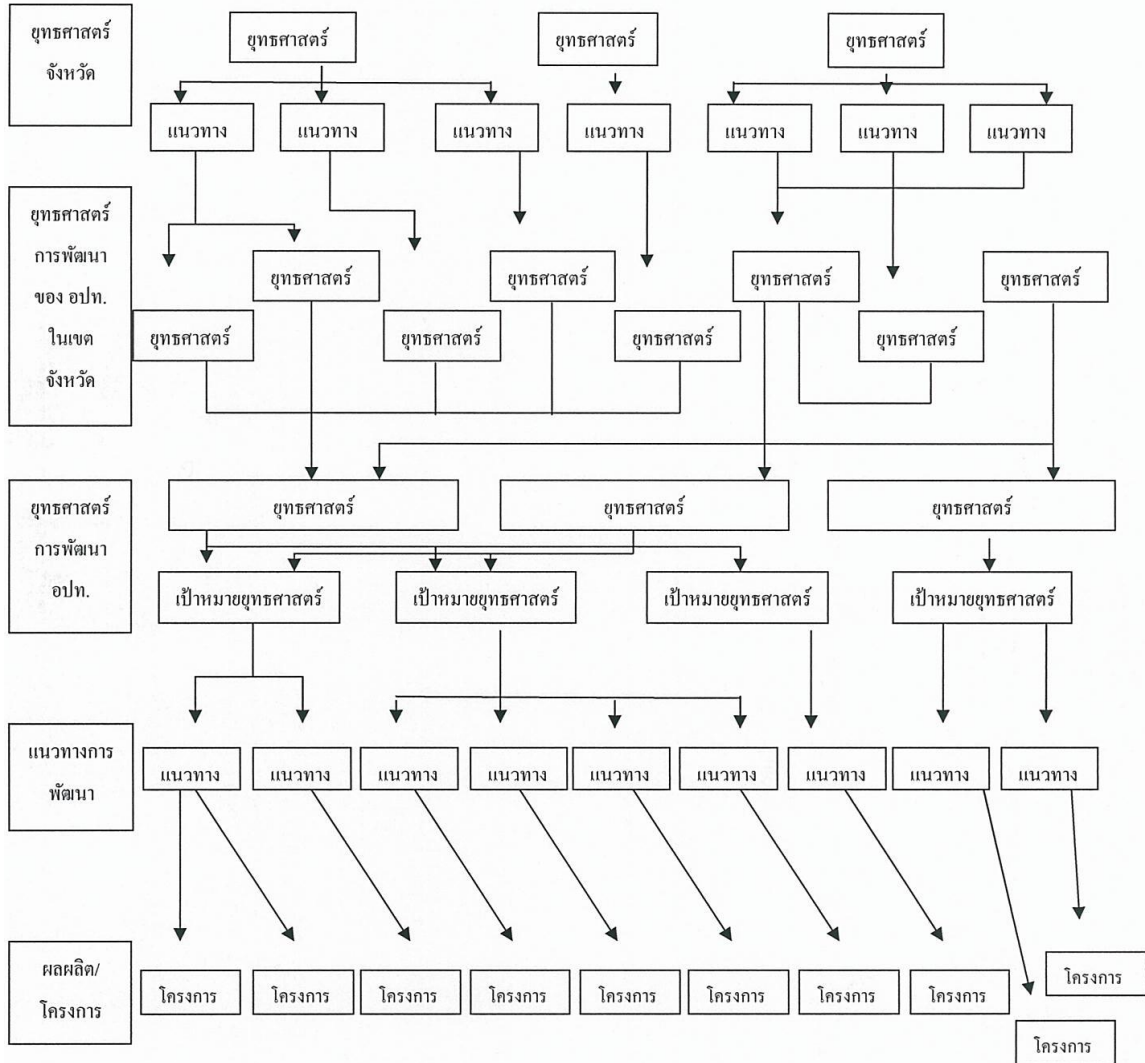 ยุทธศาสตร์
จังหวัด
ยุทธศาสตร์
ยุทธศาสตร์
ยุทธศาสตร์
แนวทาง
แนวทาง
แนวทาง
แนวทาง
แนวทาง
แนวทาง
แนวทาง
ยุทธศาสตร์
การพัฒนา
ของ อปท.
ในเขต
จังหวัด
ยุทธศาสตร์
ยุทธศาสตร์
ยุทธศาสตร์
ยุทธศาสตร์
ยุทธศาสตร์
ยุทธศาสตร์
ยุทธศาสตร์
ยุทธศาสตร์
ยุทธศาสตร์
การพัฒนา
อปท.
ยุทธศาสตร์
ยุทธศาสตร์
ยุทธศาสตร์
เป้าหมายยุทธศาสตร์
เป้าหมายยุทธศาสตร์
เป้าหมายยุทธศาสตร์
เป้าหมายยุทธศาสตร์
แนวทางการ
พัฒนา
แนวทาง
แนวทาง
แนวทาง
แนวทาง
แนวทาง
แนวทาง
แนวทาง
แนวทาง
แนวทาง
ผลผลิต/
โครงการ
โครงการ
โครงการ
โครงการ
โครงการ
โครงการ
โครงการ
โครงการ
โครงการ
โครงการ
โครงการ